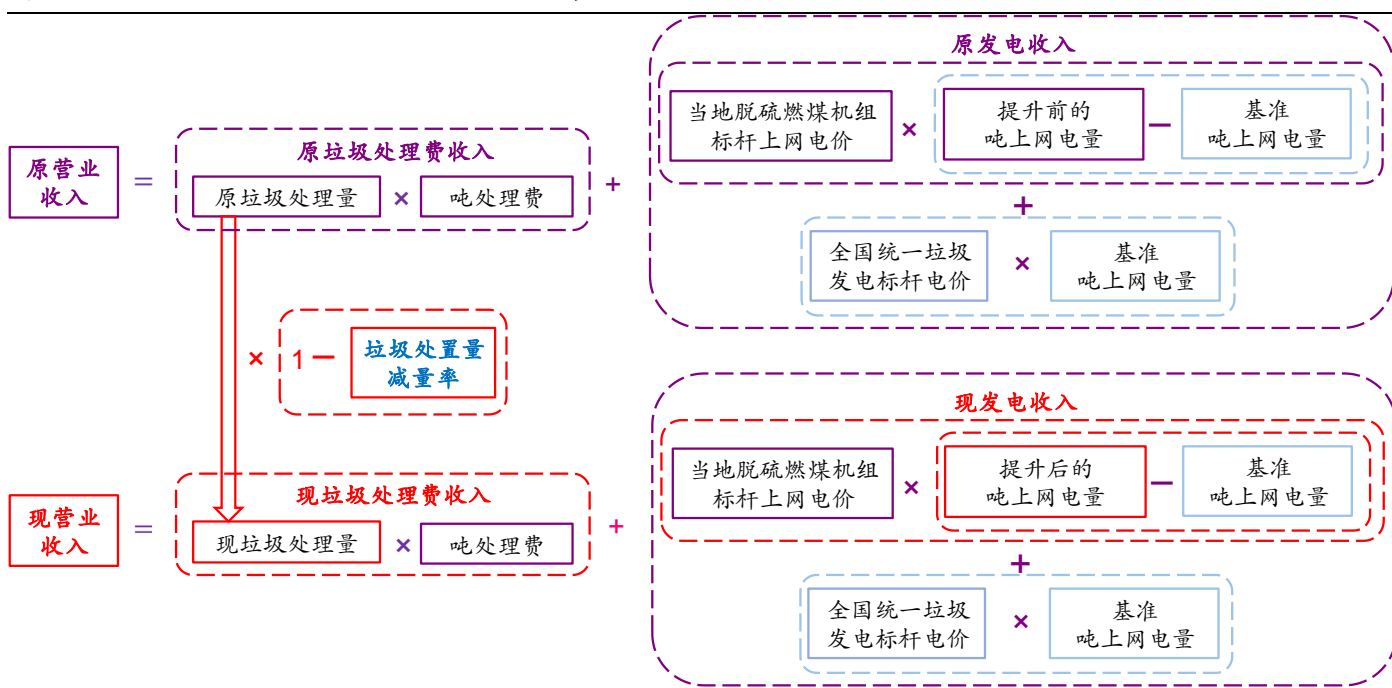 原发电收入
当地脱硫燃煤机组
标杆上网电价
×
提升前的
吨上网电量
—
基准
吨上网电量
原营业
收入
=
原垃圾处理费收入
原垃圾处理量
×
吨处理费
+
+
全国统一垃圾
发电标杆电价
×
基准
吨上网电量
×
1—
垃圾处置量
减量率
现发电收入
当地脱硫燃煤机组
标杆上网电价
×
提升后的
吨上网电量
—
基准
吨上网电量
现营业
收入
=
现垃圾处理费收入
现垃圾处理量
×
吨处理费
+
+
全国统一垃圾
发电标杆电价
×
基准
吨上网电量